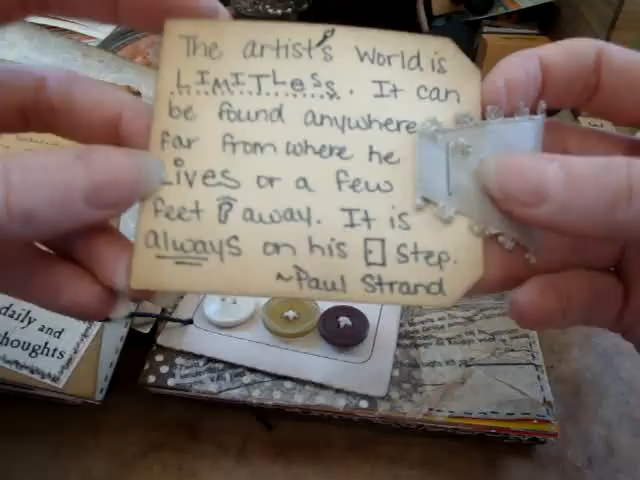 The artist's World is
LIMITLess. It can
be found anywhere
far from where he
Lives or a few
feet away. It is
always on his step.
~Paul Strand
daily and
thoughts